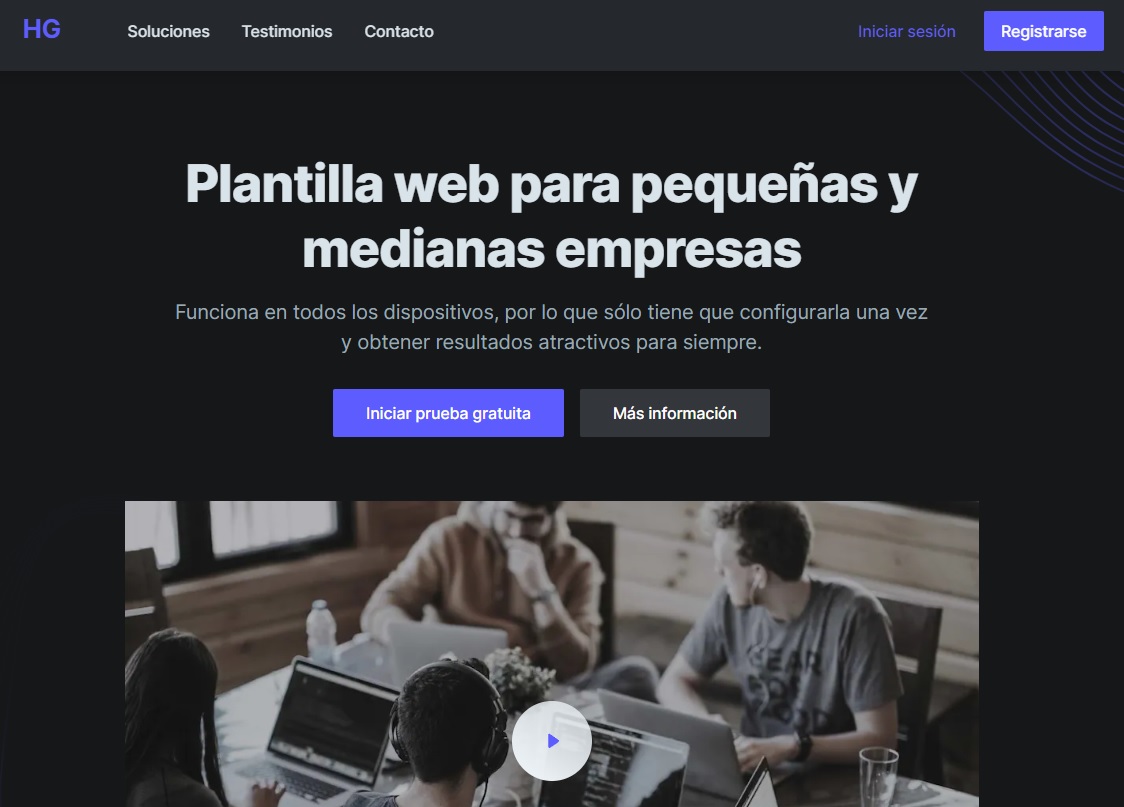 HG
Soluciones
Testimonios
Contacto
Iniciar sesión
Registrarse
Plantilla web para pequeñas y
medianas empresas
Funciona en todos los dispositivos, por lo que sólo tiene que configurarla una vez
y obtener resultados atractivos para siempre.
Iniciar prueba gratuita
Más información